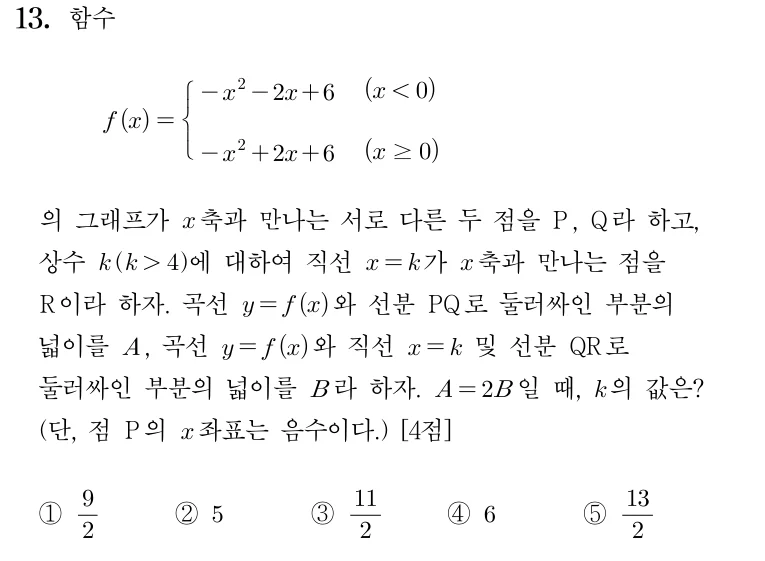 13. 함수
f(x) = { -x² - 2x + 6 (x < 0)
-x² + 2x + 6 (x ≥ 0)
의 그래프가 x축과 만나는 서로 다른 두 점을 P, Q라 하고,
상수 k(k > 4)에 대하여 직선 x = k가 x축과 만나는 점을
R이라 하자. 곡선 y = f(x)와 선분 PQ로 둘러싸인 부분의
넓이를 A, 곡선 y = f(x)와 직선 x = k 및 선분 QR로
둘러싸인 부분의 넓이를 B라 하자. A = 2B일 때, k의 값은?
(단, 점 P의 x좌표는 음수이다.) [4점]
① 9/2 ② 5 ③ 11/2 ④ 6 ⑤ 13/2